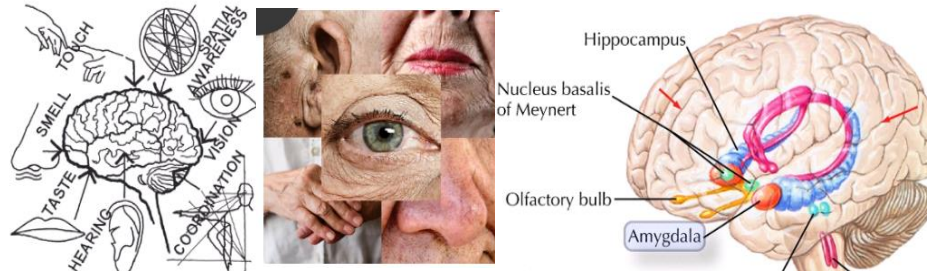 TOUCH
SPATIAL
AWARENESS
SMELL
VISION
TASTE
HEARING
COORDINATION
Hippocampus
Nucleus basalis
of Meynert
Olfactory bulb
Amygdala